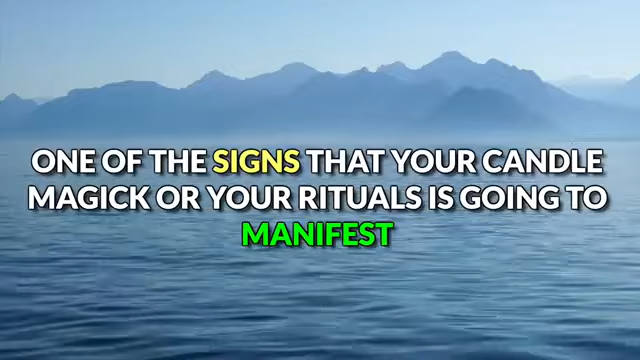 ONE OF THE SIGNS THAT YOUR CANDLE
MAGICK OR YOUR RITUALS IS GOING TO
MANIFEST